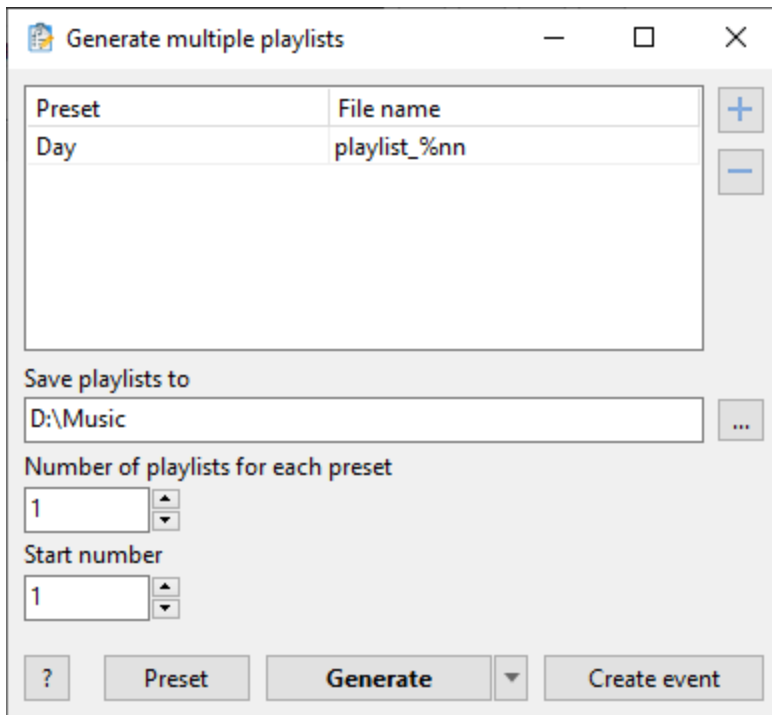 Generate multiple playlists
Preset File name
Day playlist_%nn
Save playlists to
D:\Music
...
Number of playlists for each preset
1
Start number
1
? Preset Generate Create event